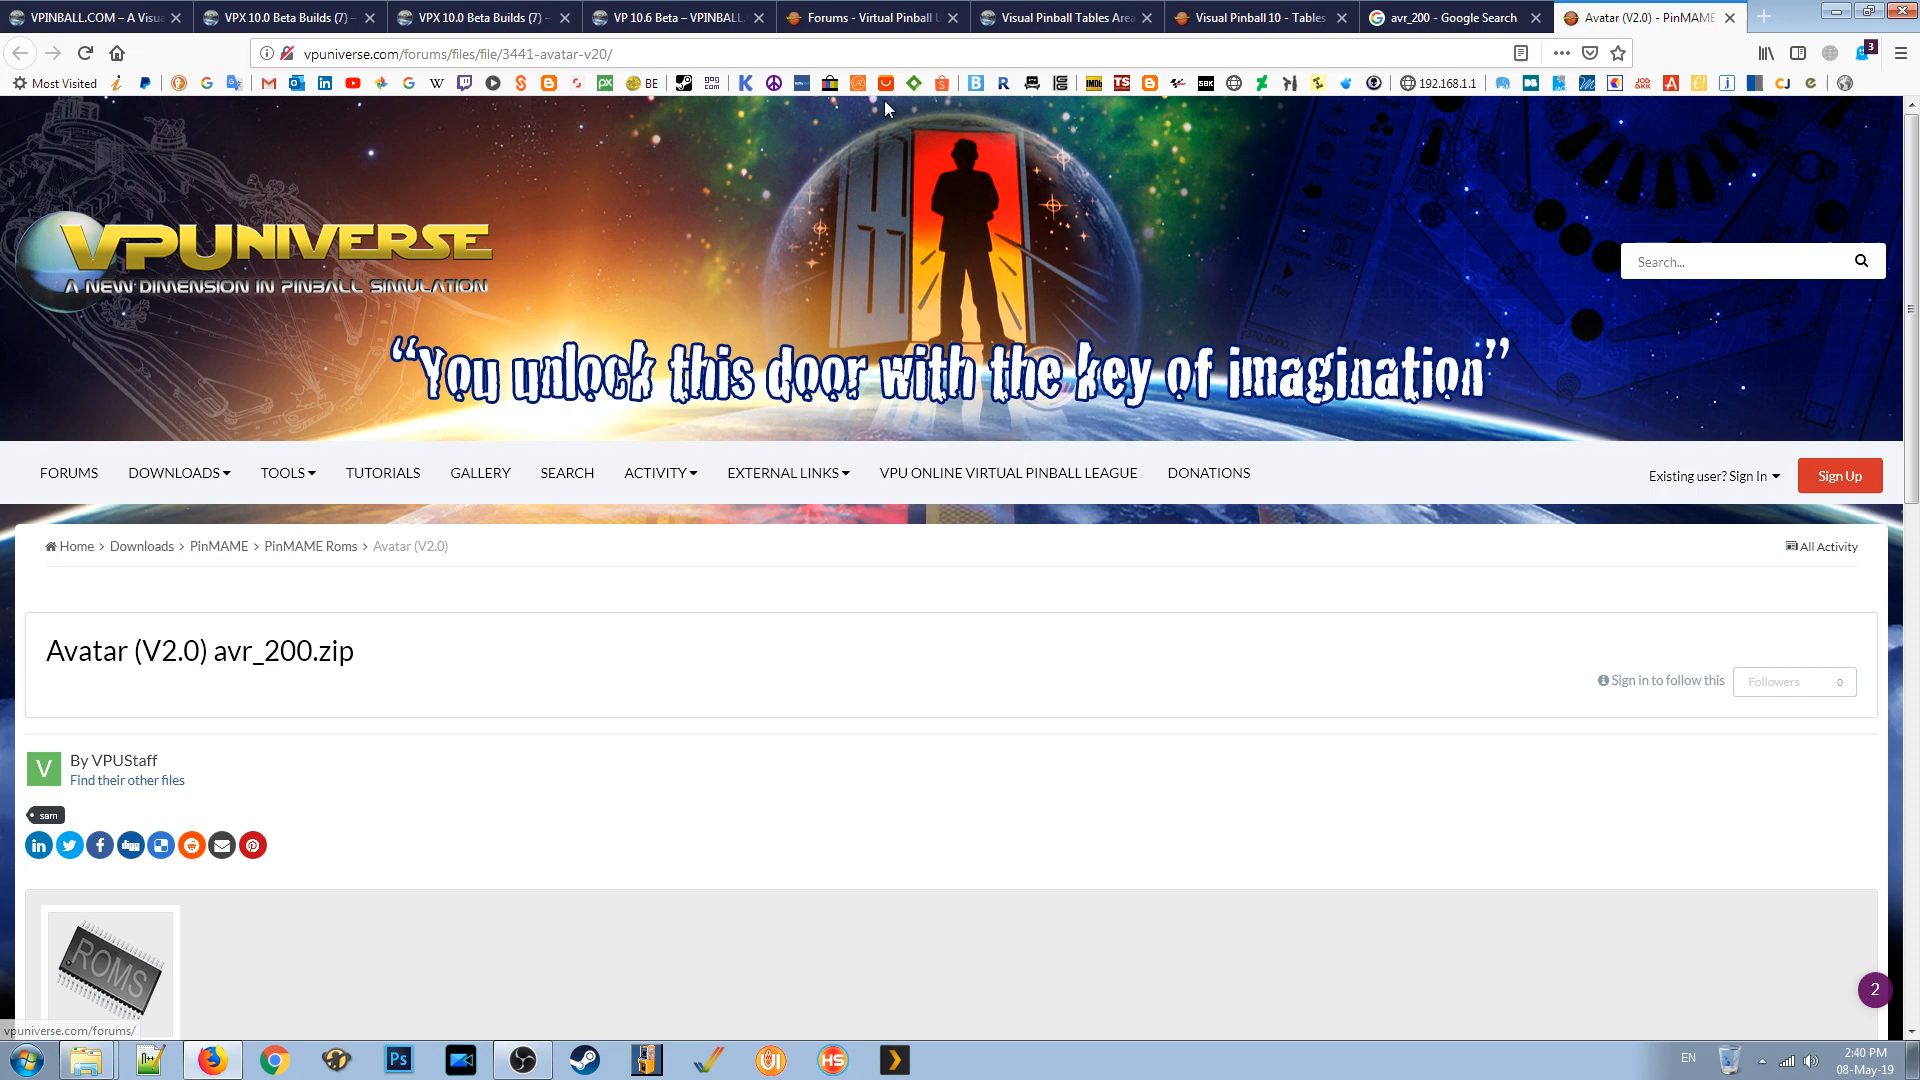 VPINBALL.COM – A Visu
VPX 10.0 Beta Builds (7) –
VPX 10.0 Beta Builds (7) –
VP 10.6 Beta – VPINBALL.
Forums - Virtual Pinball U
Visual Pinball Tables Area
Visual Pinball 10 - Tables
avr_200 - Google Search
Avatar (V2.0) - PinMAME
vpuniverse.com/forums/files/file/3441-avatar-v20/
3
Most Visited
BE
192.168.1.1
VPUNIVERSE
A NEW DIMENSION IN PINBALL SIMULATION
Search...
“You unlock this door with the key of imagination”
FORUMS
DOWNLOADS
TOOLS
TUTORIALS
GALLERY
SEARCH
ACTIVITY
EXTERNAL LINKS
VPU ONLINE VIRTUAL PINBALL LEAGUE
DONATIONS
Existing user? Sign In
Sign Up
Home > Downloads > PinMAME > PinMAME Roms > Avatar (V2.0)
All Activity
Avatar (V2.0) avr_200.zip
Sign in to follow this
Followers 0
V
By VPUStaff
Find their other files
sam
in
digg
ROMS
2
vpuniverse.com/forums/
Ps
HS
EN
2:40 PM
08-May-19